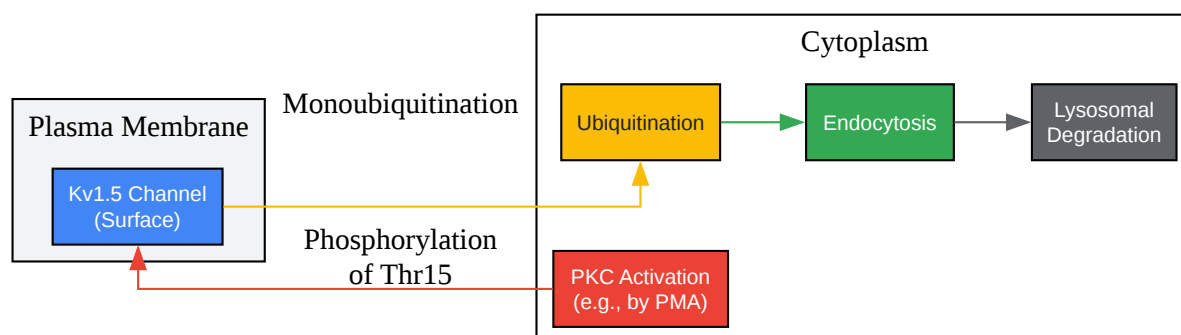 Cytoplasm
Monoubiquitination
Plasma Membrane
Ubiquitination
Endocytosis
Lysosomal
Degradation
Kv1.5 Channel
(Surface)
Phosphorylation
of Thr15
PKC Activation
(e.g., by PMA)